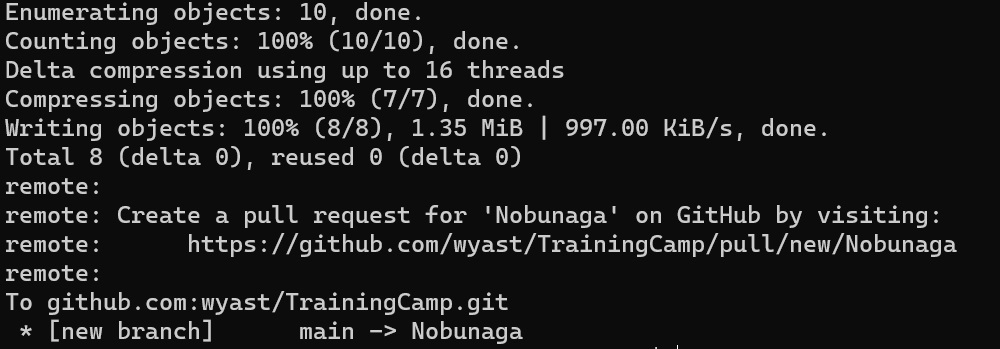 Enumerating objects: 10, done.
Counting objects: 100% (10/10), done.
Delta compression using up to 16 threads
Compressing objects: 100% (7/7), done.
Writing objects: 100% (8/8), 1.35 MiB | 997.00 KiB/s, done.
Total 8 (delta 0), reused 0 (delta 0)
remote:
remote: Create a pull request for 'Nobunaga' on GitHub by visiting:
remote:      https://github.com/wyast/TrainingCamp/pull/new/Nobunaga
remote:
To github.com:wyast/TrainingCamp.git
 * [new branch]      main -> Nobunaga